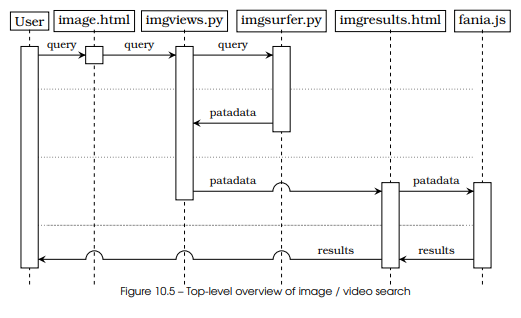 User image.html imgviews.py imgsurfer.py imgresults.html fania.js
query query query
patadata
patadata patadata
results results
Figure 10.5 – Top-level overview of image / video search